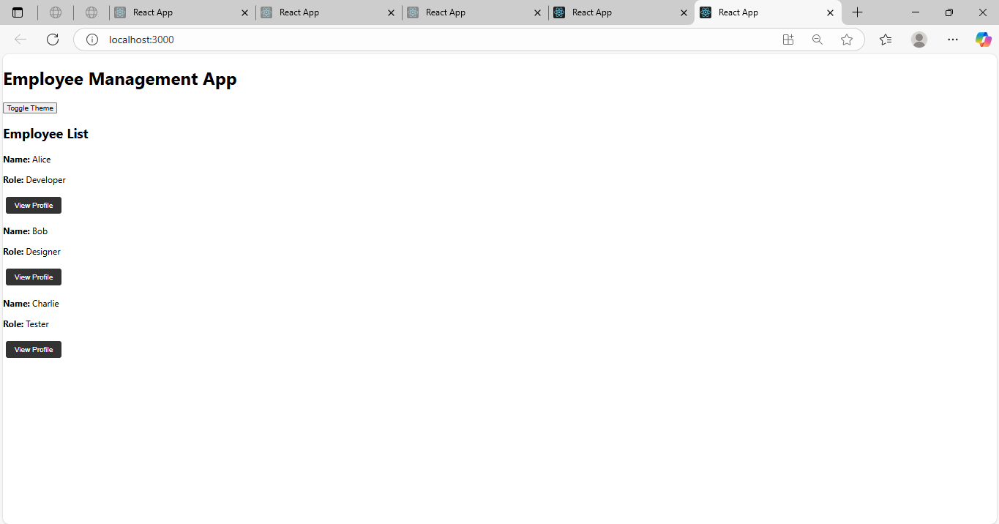 React App
React App
React App
React App
React App
localhost:3000
Employee Management App
Toggle Theme
Employee List
Name: Alice
Role: Developer
View Profile
Name: Bob
Role: Designer
View Profile
Name: Charlie
Role: Tester
View Profile